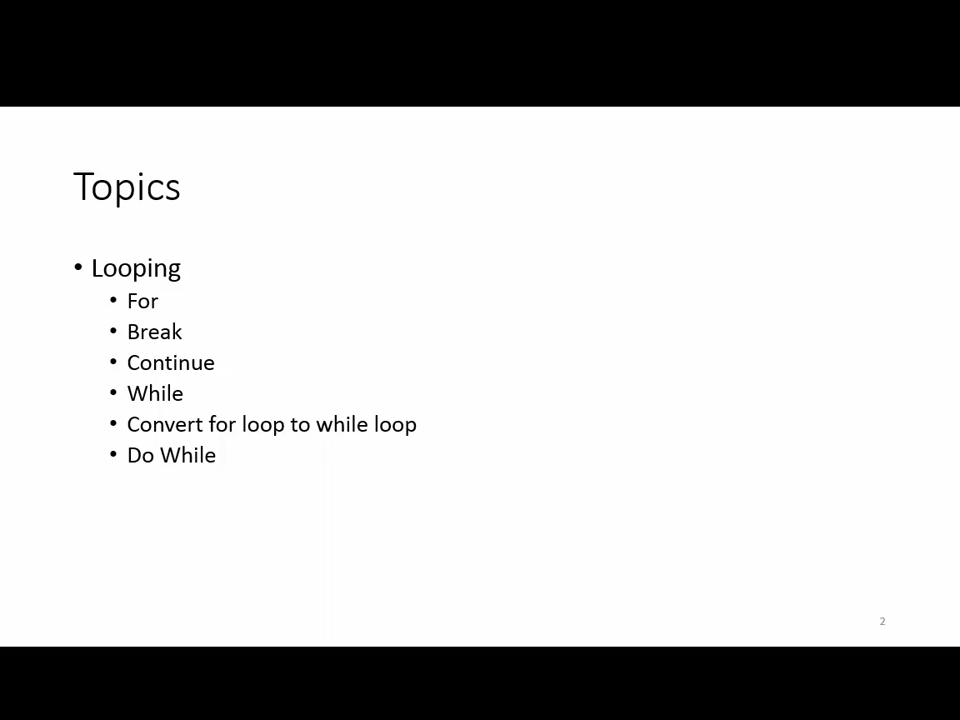 Topics
• Looping
• For
• Break
• Continue
• While
• Convert for loop to while loop
• Do While
2